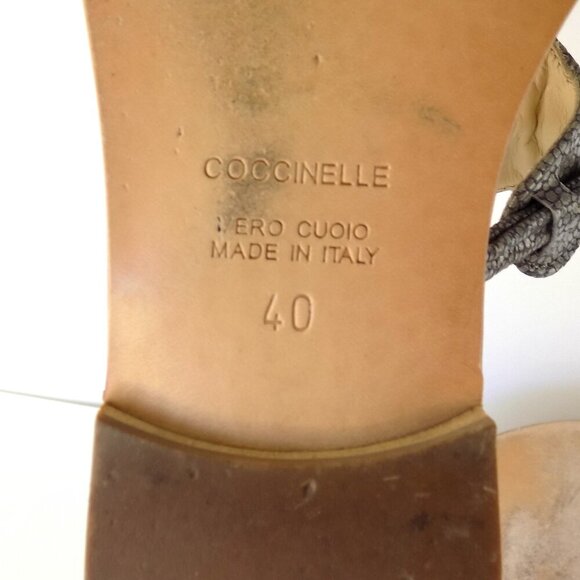 COCCINELLE
VERO CUOIO
MADE IN ITALY
40